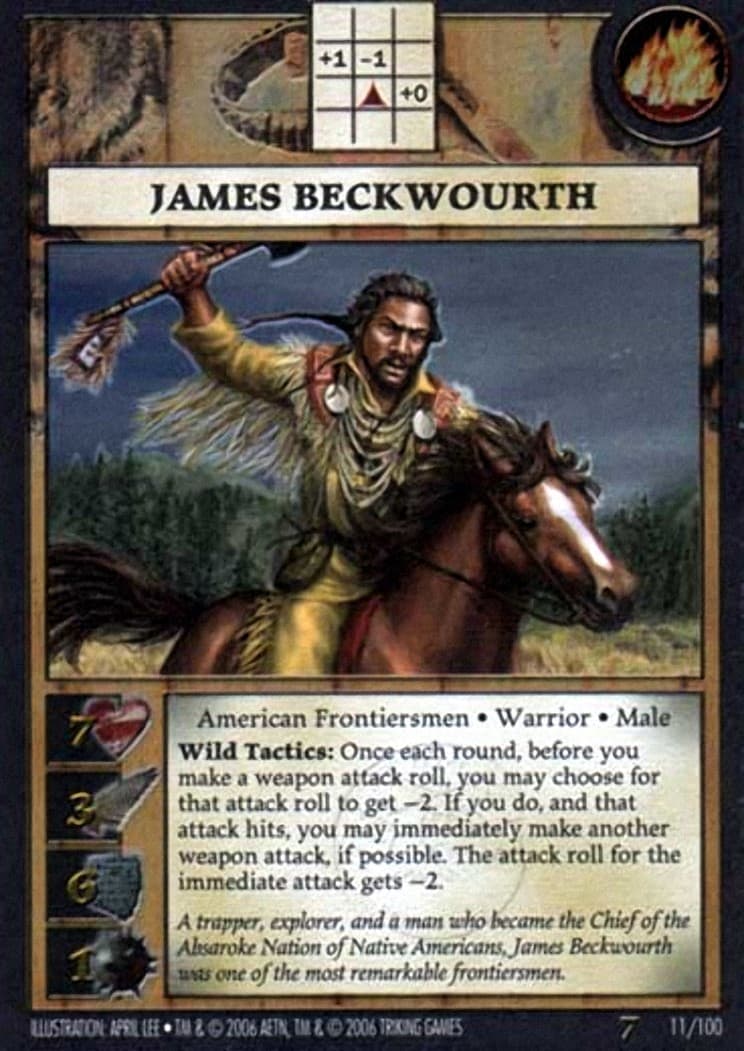 +1 -1
+0
JAMES BECKWOURTH
7
3
6
1
American Frontiersmen • Warrior • Male
Wild Tactics: Once each round, before you
make a weapon attack roll, you may choose for
that attack roll to get –2. If you do, and that
attack hits, you may immediately make another
weapon attack, if possible. The attack roll for the
immediate attack gets –2.
A trapper, explorer, and a man who became the Chief of the
Absaroke Nation of Native Americans, James Beckwourth
was one of the most remarkable frontiersmen.
ILLUSTRATION: APRIL LEE • TM & © 2006 AETN, TM & © 2006 TRIKING GAMES 7 11/100